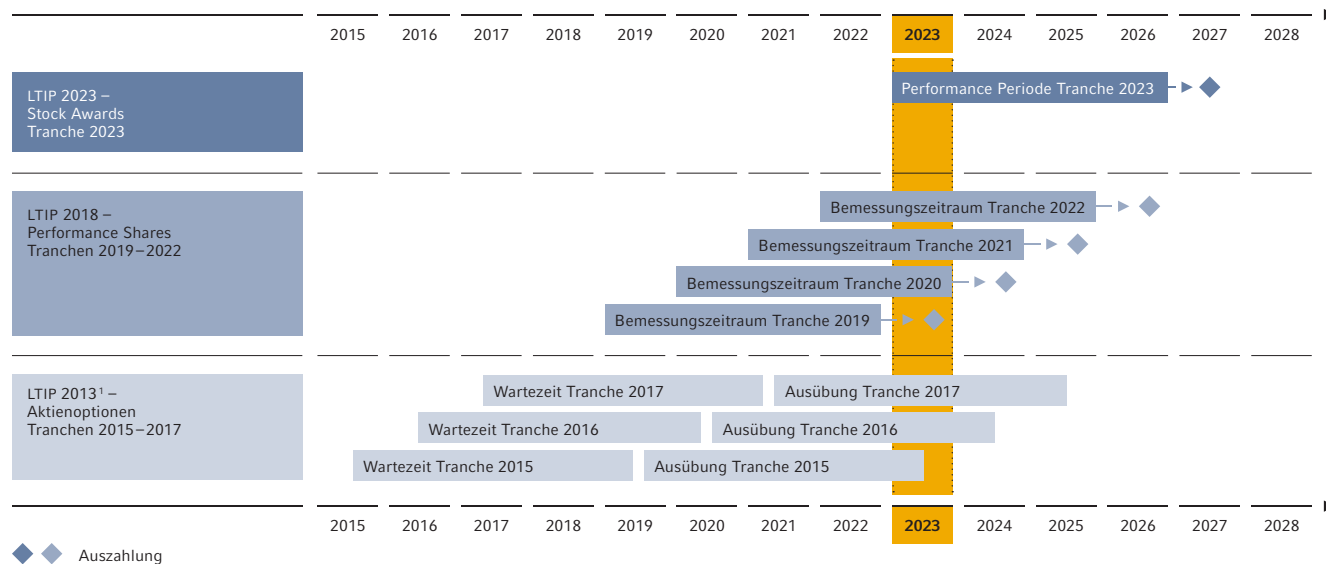 2015 2016 2017 2018 2019 2020 2021 2022 2023 2024 2025 2026 2027 2028
LTIP 2023 –
Stock Awards
Tranche 2023
Performance Periode Tranche 2023
LTIP 2018 –
Performance Shares
Tranchen 2019–2022
Bemessungszeitraum Tranche 2022
Bemessungszeitraum Tranche 2021
Bemessungszeitraum Tranche 2020
Bemessungszeitraum Tranche 2019
LTIP 2013¹ –
Aktienoptionen
Tranchen 2015–2017
Wartezeit Tranche 2017 Ausübung Tranche 2017
Wartezeit Tranche 2016 Ausübung Tranche 2016
Wartezeit Tranche 2015 Ausübung Tranche 2015
2015 2016 2017 2018 2019 2020 2021 2022 2023 2024 2025 2026 2027 2028
Auszahlung